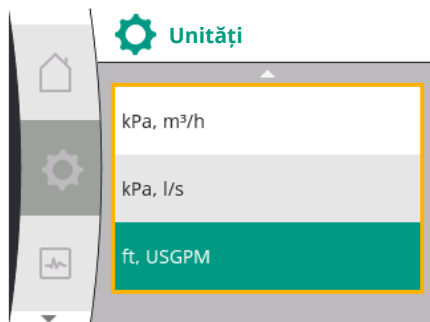 Unități
kPa, m³/h
kPa, l/s
ft, USGPM